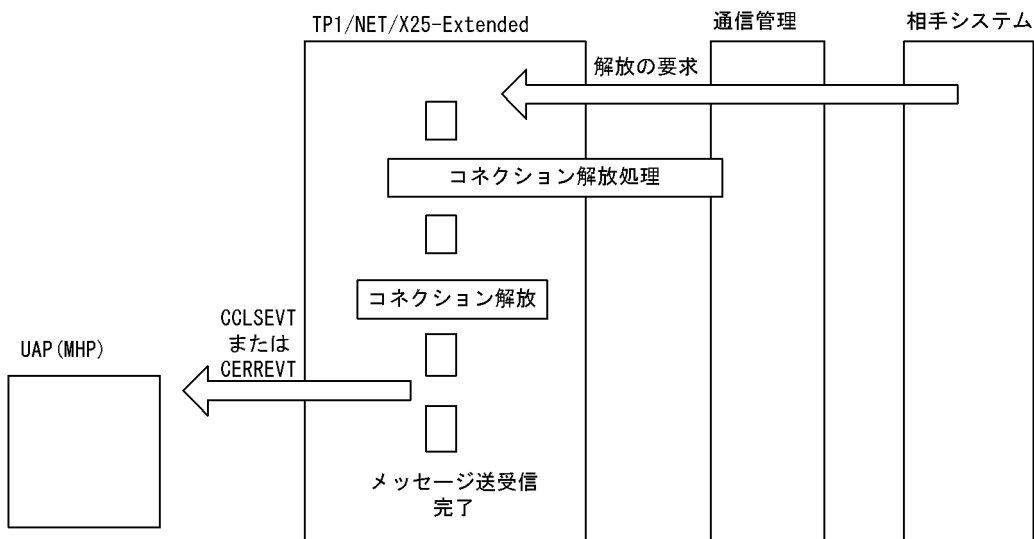 TP1/NET/X25-Extended
通信管理
相手システム
解放の要求
コネクション解放処理
コネクション解放
CCLSEVT
または
CERREVT
UAP(MHP)
メッセージ送受信
完了